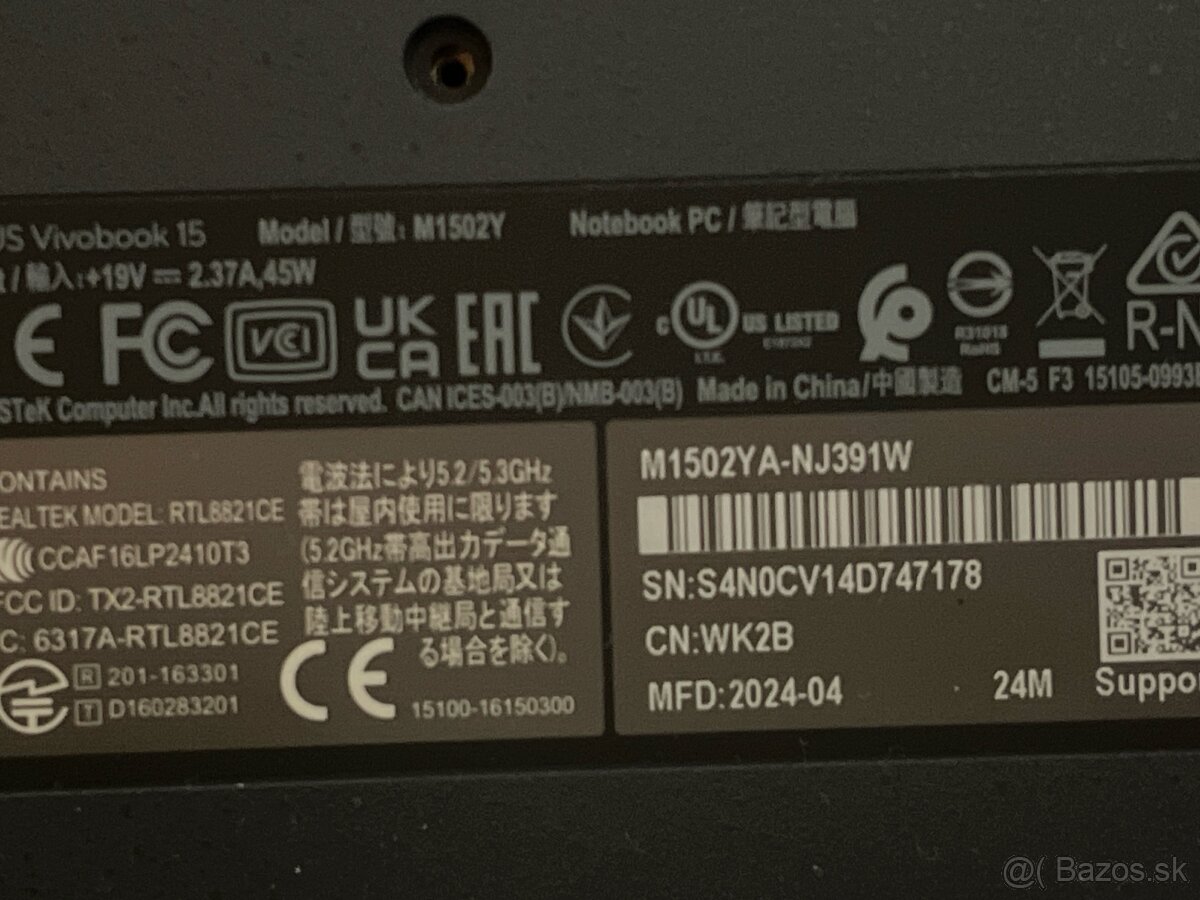 US Vivobook 15 Model / 型號: M1502Y Notebook PC / 筆記型電腦
/ 輸入:+19V 2.37A,45W
CE FC VCCI UK CA EAC c UL US LISTED
I.T.E. E187342
R31018
RoHS
R-N
STeK Computer Inc.All rights reserved. CAN ICES-003(B)/NMB-003(B) Made in China/中國製造 CM-5 F3 15105-0993
ONTAINS
EALTEK MODEL: RTL8821CE
CCAF16LP2410T3
FCC ID: TX2-RTL8821CE
C: 6317A-RTL8821CE
R 201-163301
T D160283201
電波法により5.2/5.3GHz
帯は屋内使用に限ります
(5.2GHz帯高出力データ通
信システムの基地局又は
陸上移動中継局と通信す
る場合を除く)。
CE 15100-16150300
M1502YA-NJ391W
SN:S4N0CV14D747178
CN:WK2B
MFD:2024-04 24M Suppor
@( Bazos.sk